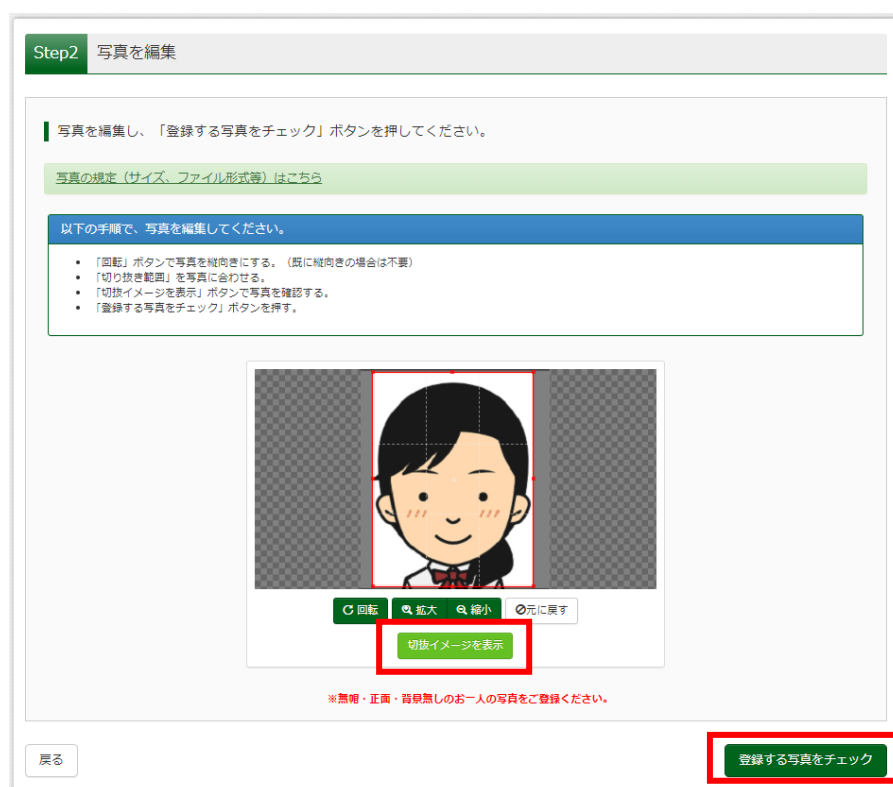 Step2 写真を編集
写真を編集し、「登録する写真をチェック」ボタンを押してください。
写真の規定（サイズ、ファイル形式等）はこちら
以下の手順で、写真を編集してください。
• 「回転」ボタンで写真を縦向きにする。（既に縦向きの場合は不要）
• 「切り抜き範囲」を写真に合わせる。
• 「切抜イメージを表示」ボタンで写真を確認する。
• 「登録する写真をチェック」ボタンを押す。
回転 拡大 縮小 元に戻す
切抜イメージを表示
※無帽・正面・背景無しのお一人の写真をご登録ください。
戻る 登録する写真をチェック